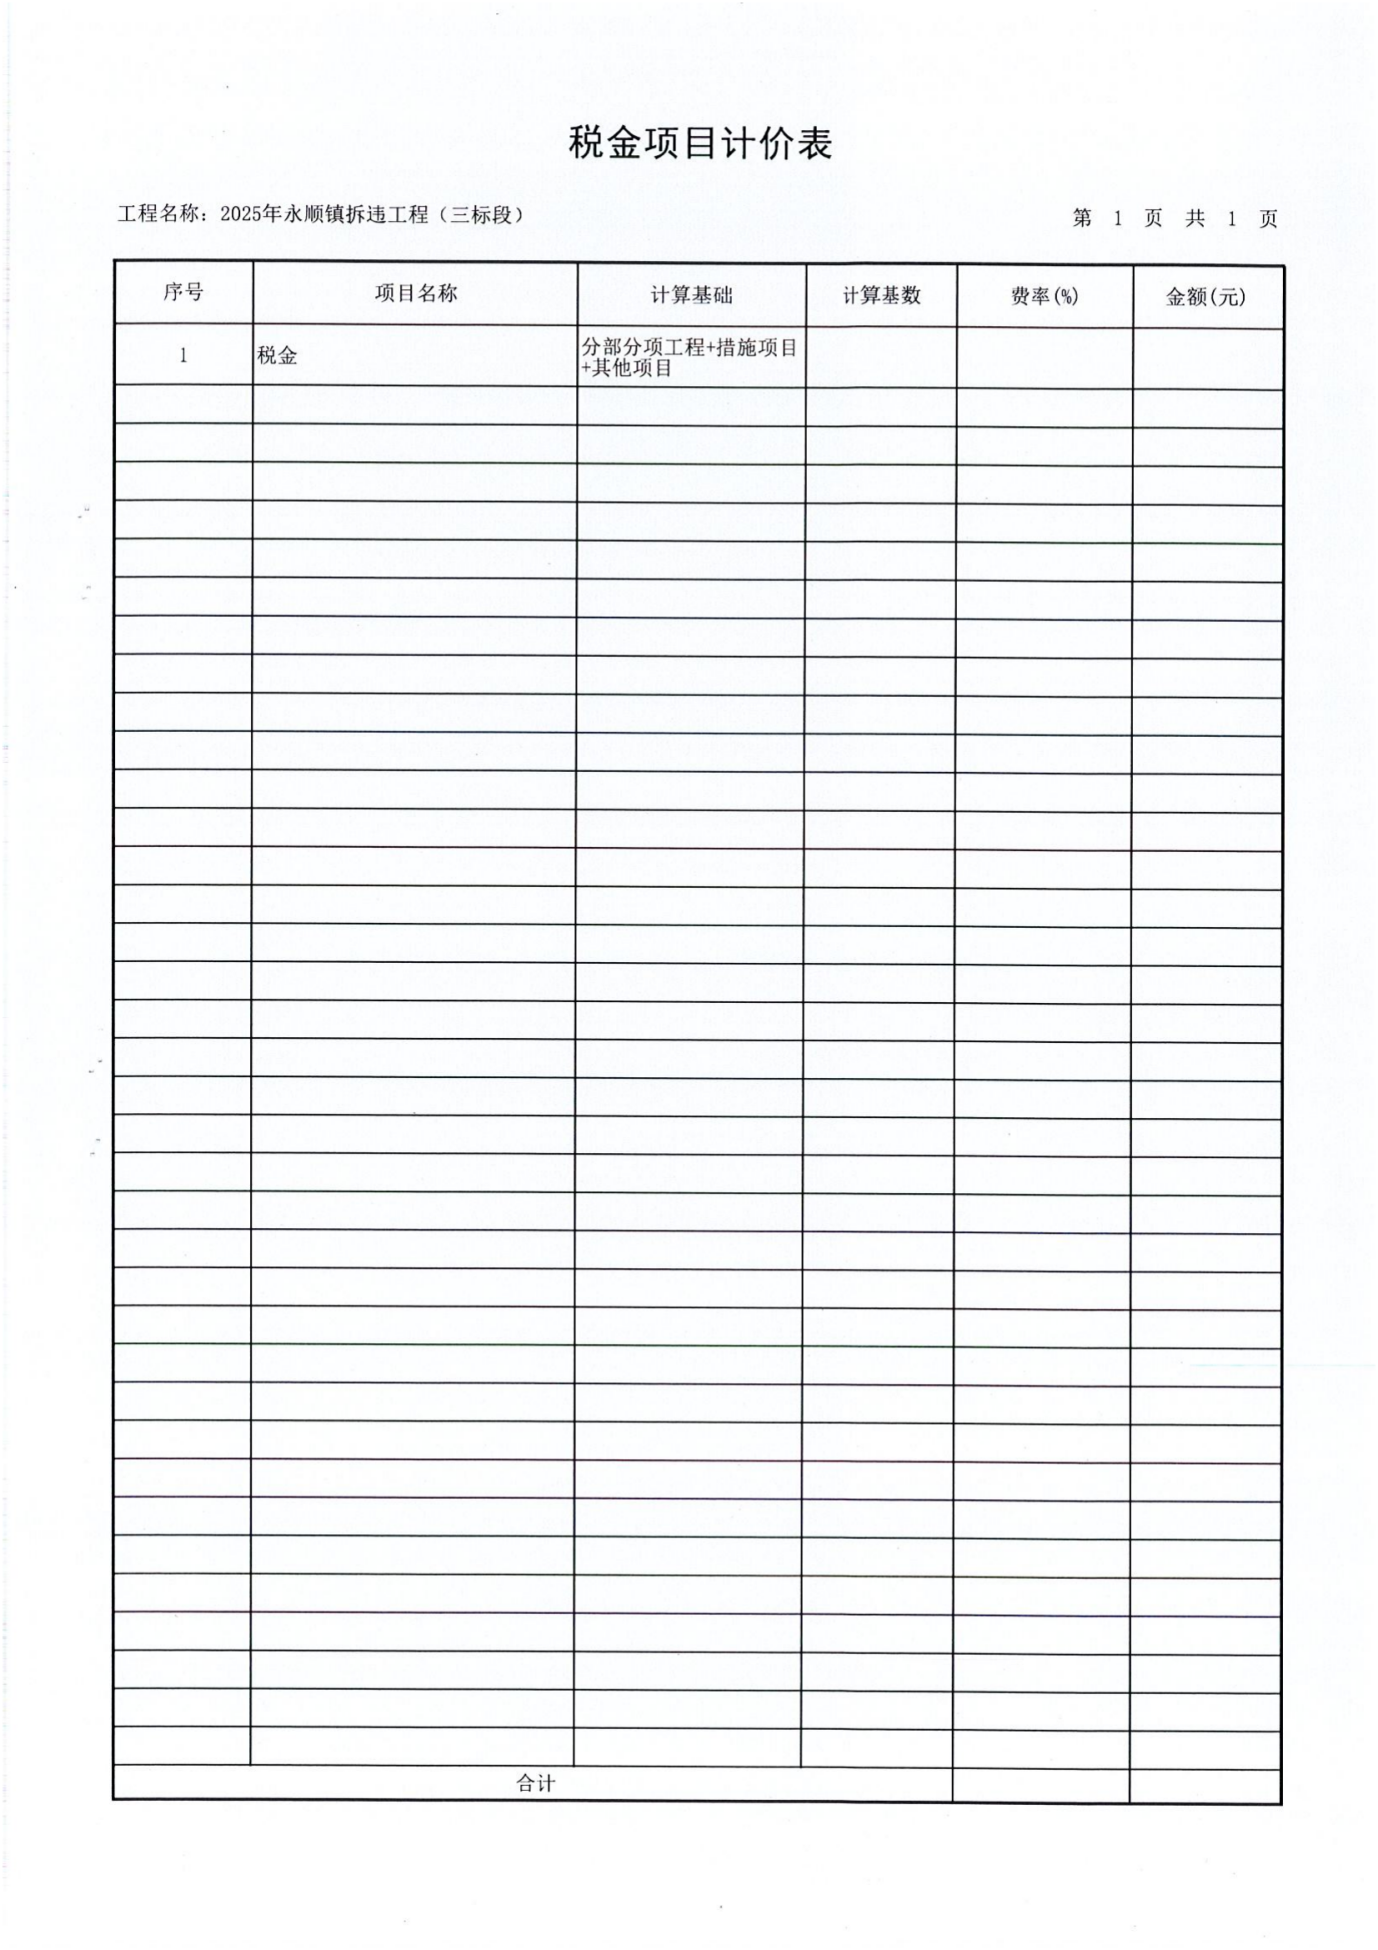 税金项目计价表
工程名称：2025年永顺镇拆违工程（三标段）
第 1 页 共 1 页
序号 项目名称 计算基础 计算基数 费率(%) 金额(元)
1 税金 分部分项工程+措施项目
+其他项目
合计